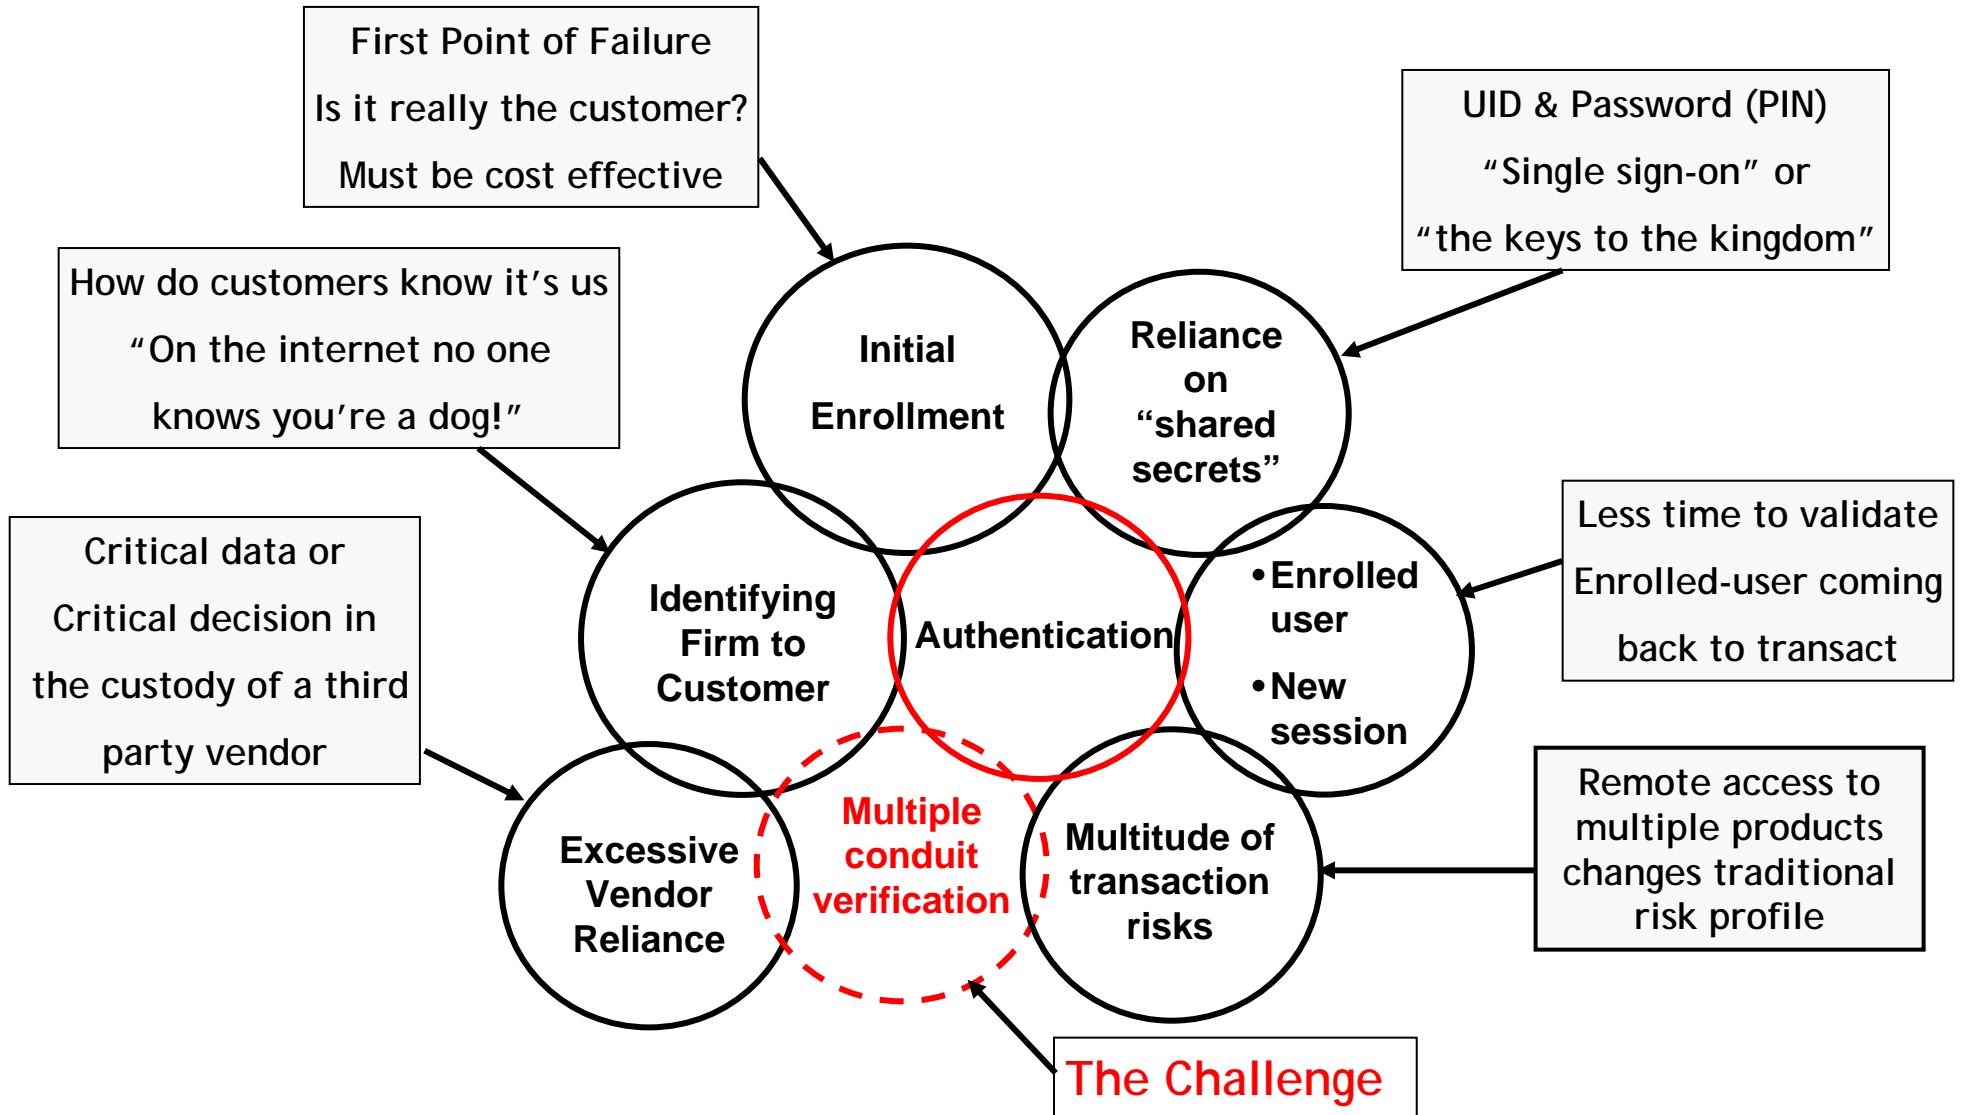 First Point of Failure
Is it really the customer?
Must be cost effective
UID & Password (PIN)
“Single sign-on” or
“the keys to the kingdom”
How do customers know it’s us
“On the internet no one
knows you’re a dog!”
Initial
Enrollment
Reliance
on
“shared
secrets”
Critical data or
Critical decision in
the custody of a third
party vendor
Identifying
Firm to
Customer
Authentication
•Enrolled
user
•New
session
Less time to validate
Enrolled-user coming
back to transact
Excessive
Vendor
Reliance
Multiple
conduit
verification
Multitude of
transaction
risks
Remote access to
multiple products
changes traditional
risk profile
The Challenge